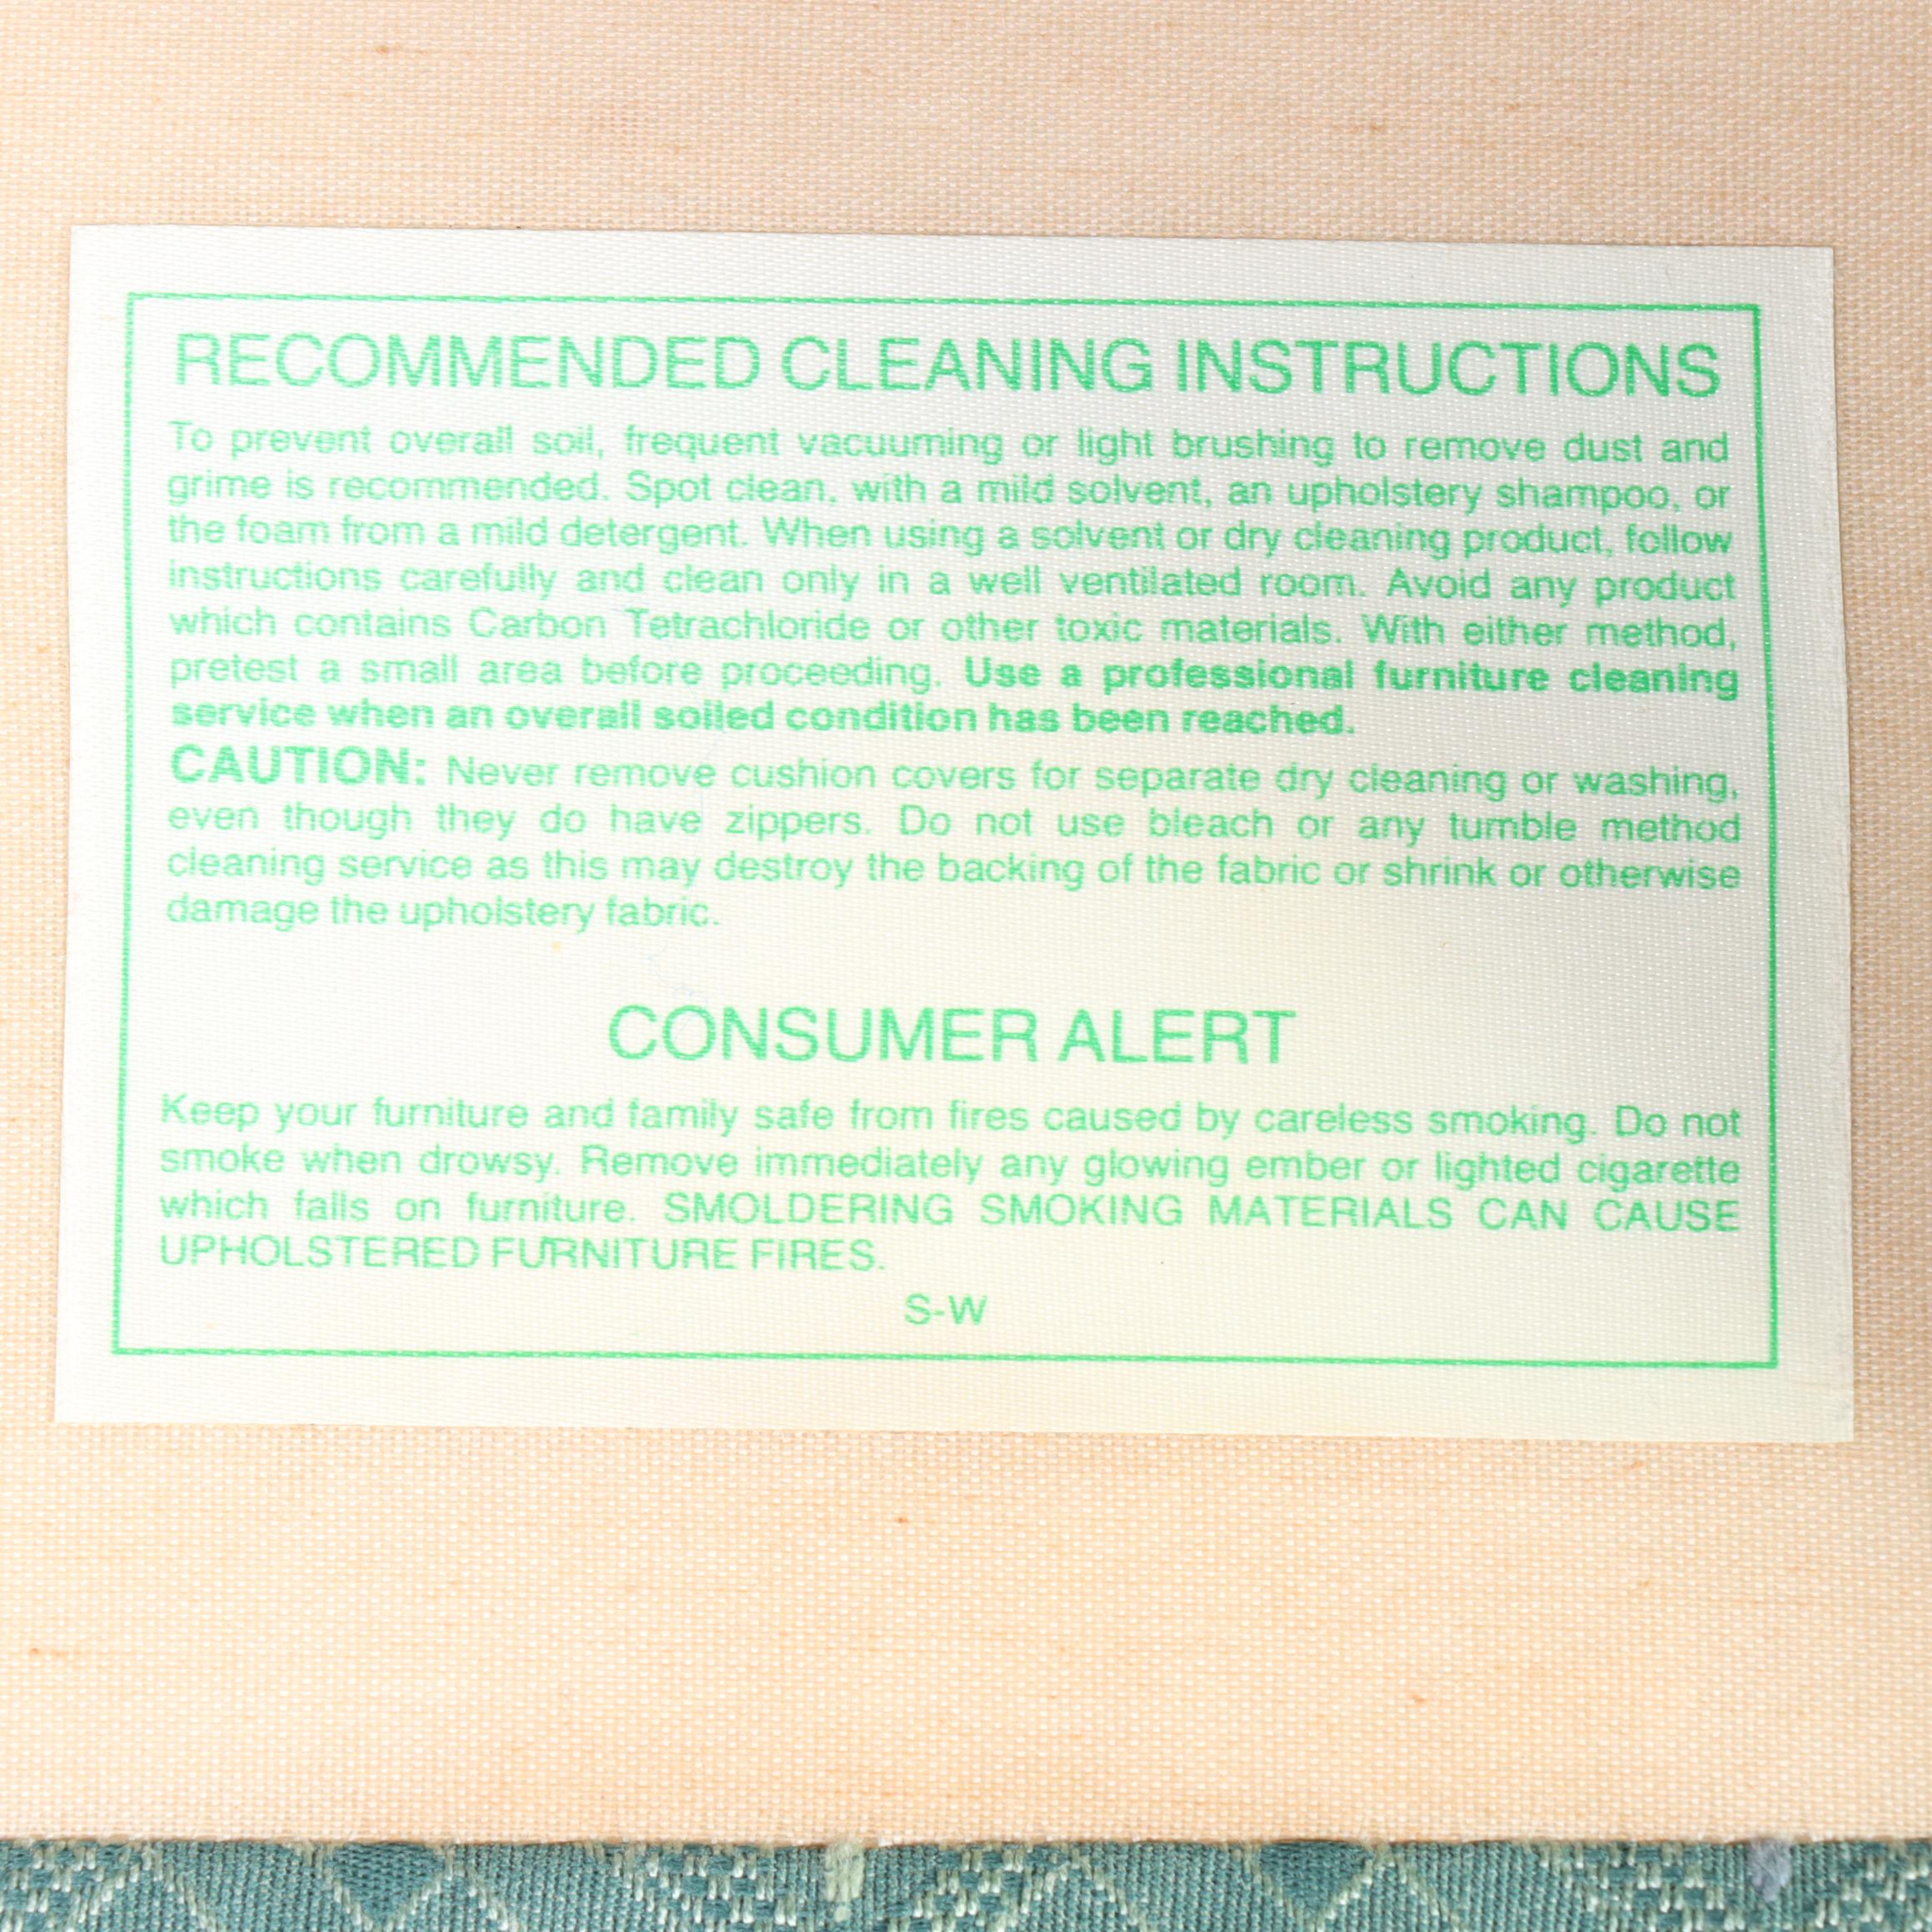 RECOMMENDED CLEANING INSTRUCTIONS
To prevent overall soil, frequent vacuuming or light brushing to remove dust and
grime is recommended. Spot clean, with a mild solvent, an upholstery shampoo, or
the foam from a mild detergent. When using a solvent or dry cleaning product, follow
instructions carefully and clean only in a well ventilated room. Avoid any product
which contains Carbon Tetrachloride or other toxic materials. With either method,
pretest a small area before proceeding. Use a professional furniture cleaning
service when an overall soiled condition has been reached.
CAUTION: Never remove cushion covers for separate dry cleaning or washing,
even though they do have zippers. Do not use bleach or any tumble method
cleaning service as this may destroy the backing of the fabric or shrink or otherwise
damage the upholstery fabric.
CONSUMER ALERT
Keep your furniture and family safe from fires caused by careless smoking. Do not
smoke when drowsy. Remove immediately any glowing ember or lighted cigarette
which falls on furniture. SMOLDERING SMOKING MATERIALS CAN CAUSE
UPHOLSTERED FURNITURE FIRES.
S-W